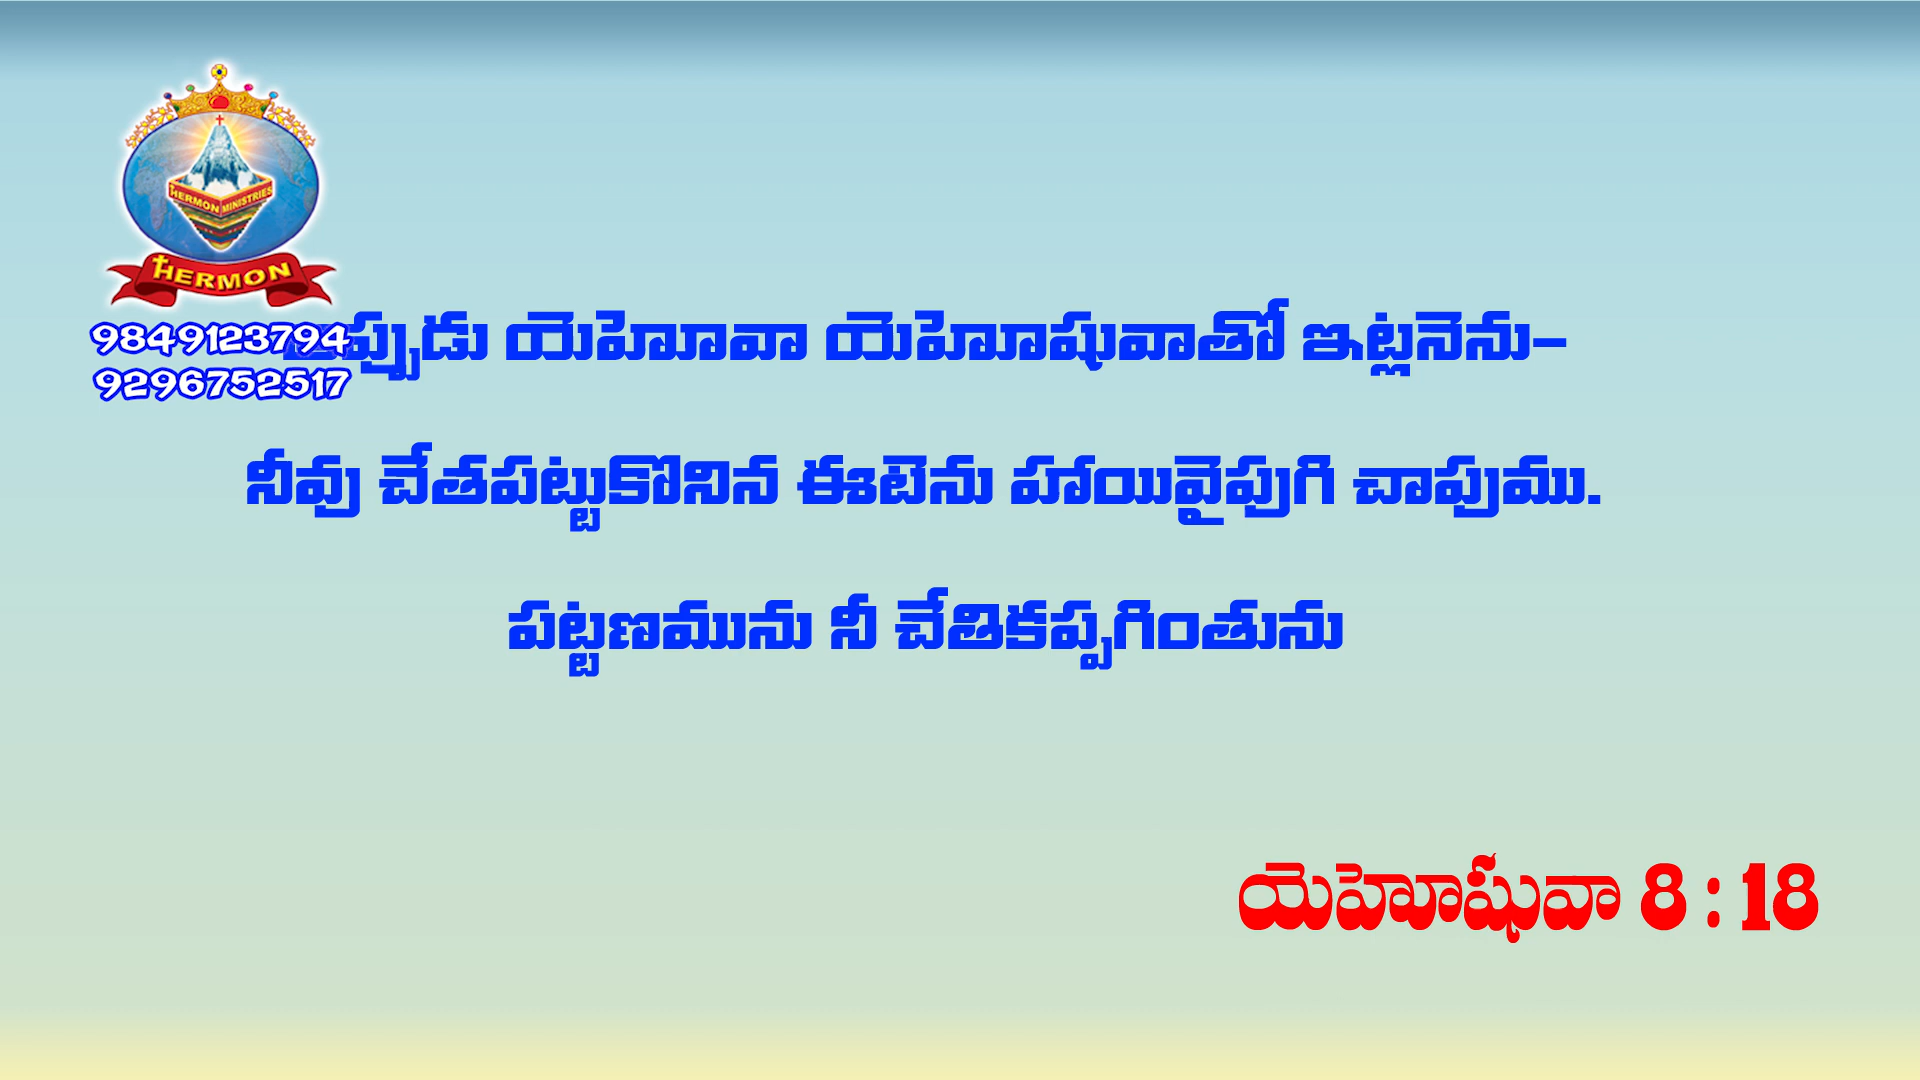 HERMON MINISTRIES
HERMON
9849123794
9296752517
యెహోవా యెహోషువాతో ఇట్లనెను-
నీవు చేతపట్టుకొనిన ఈటెను హాయివైపుగి చాపుము.
పట్టణమును నీ చేతికప్పగింతును
యెహోషువా 8 : 18